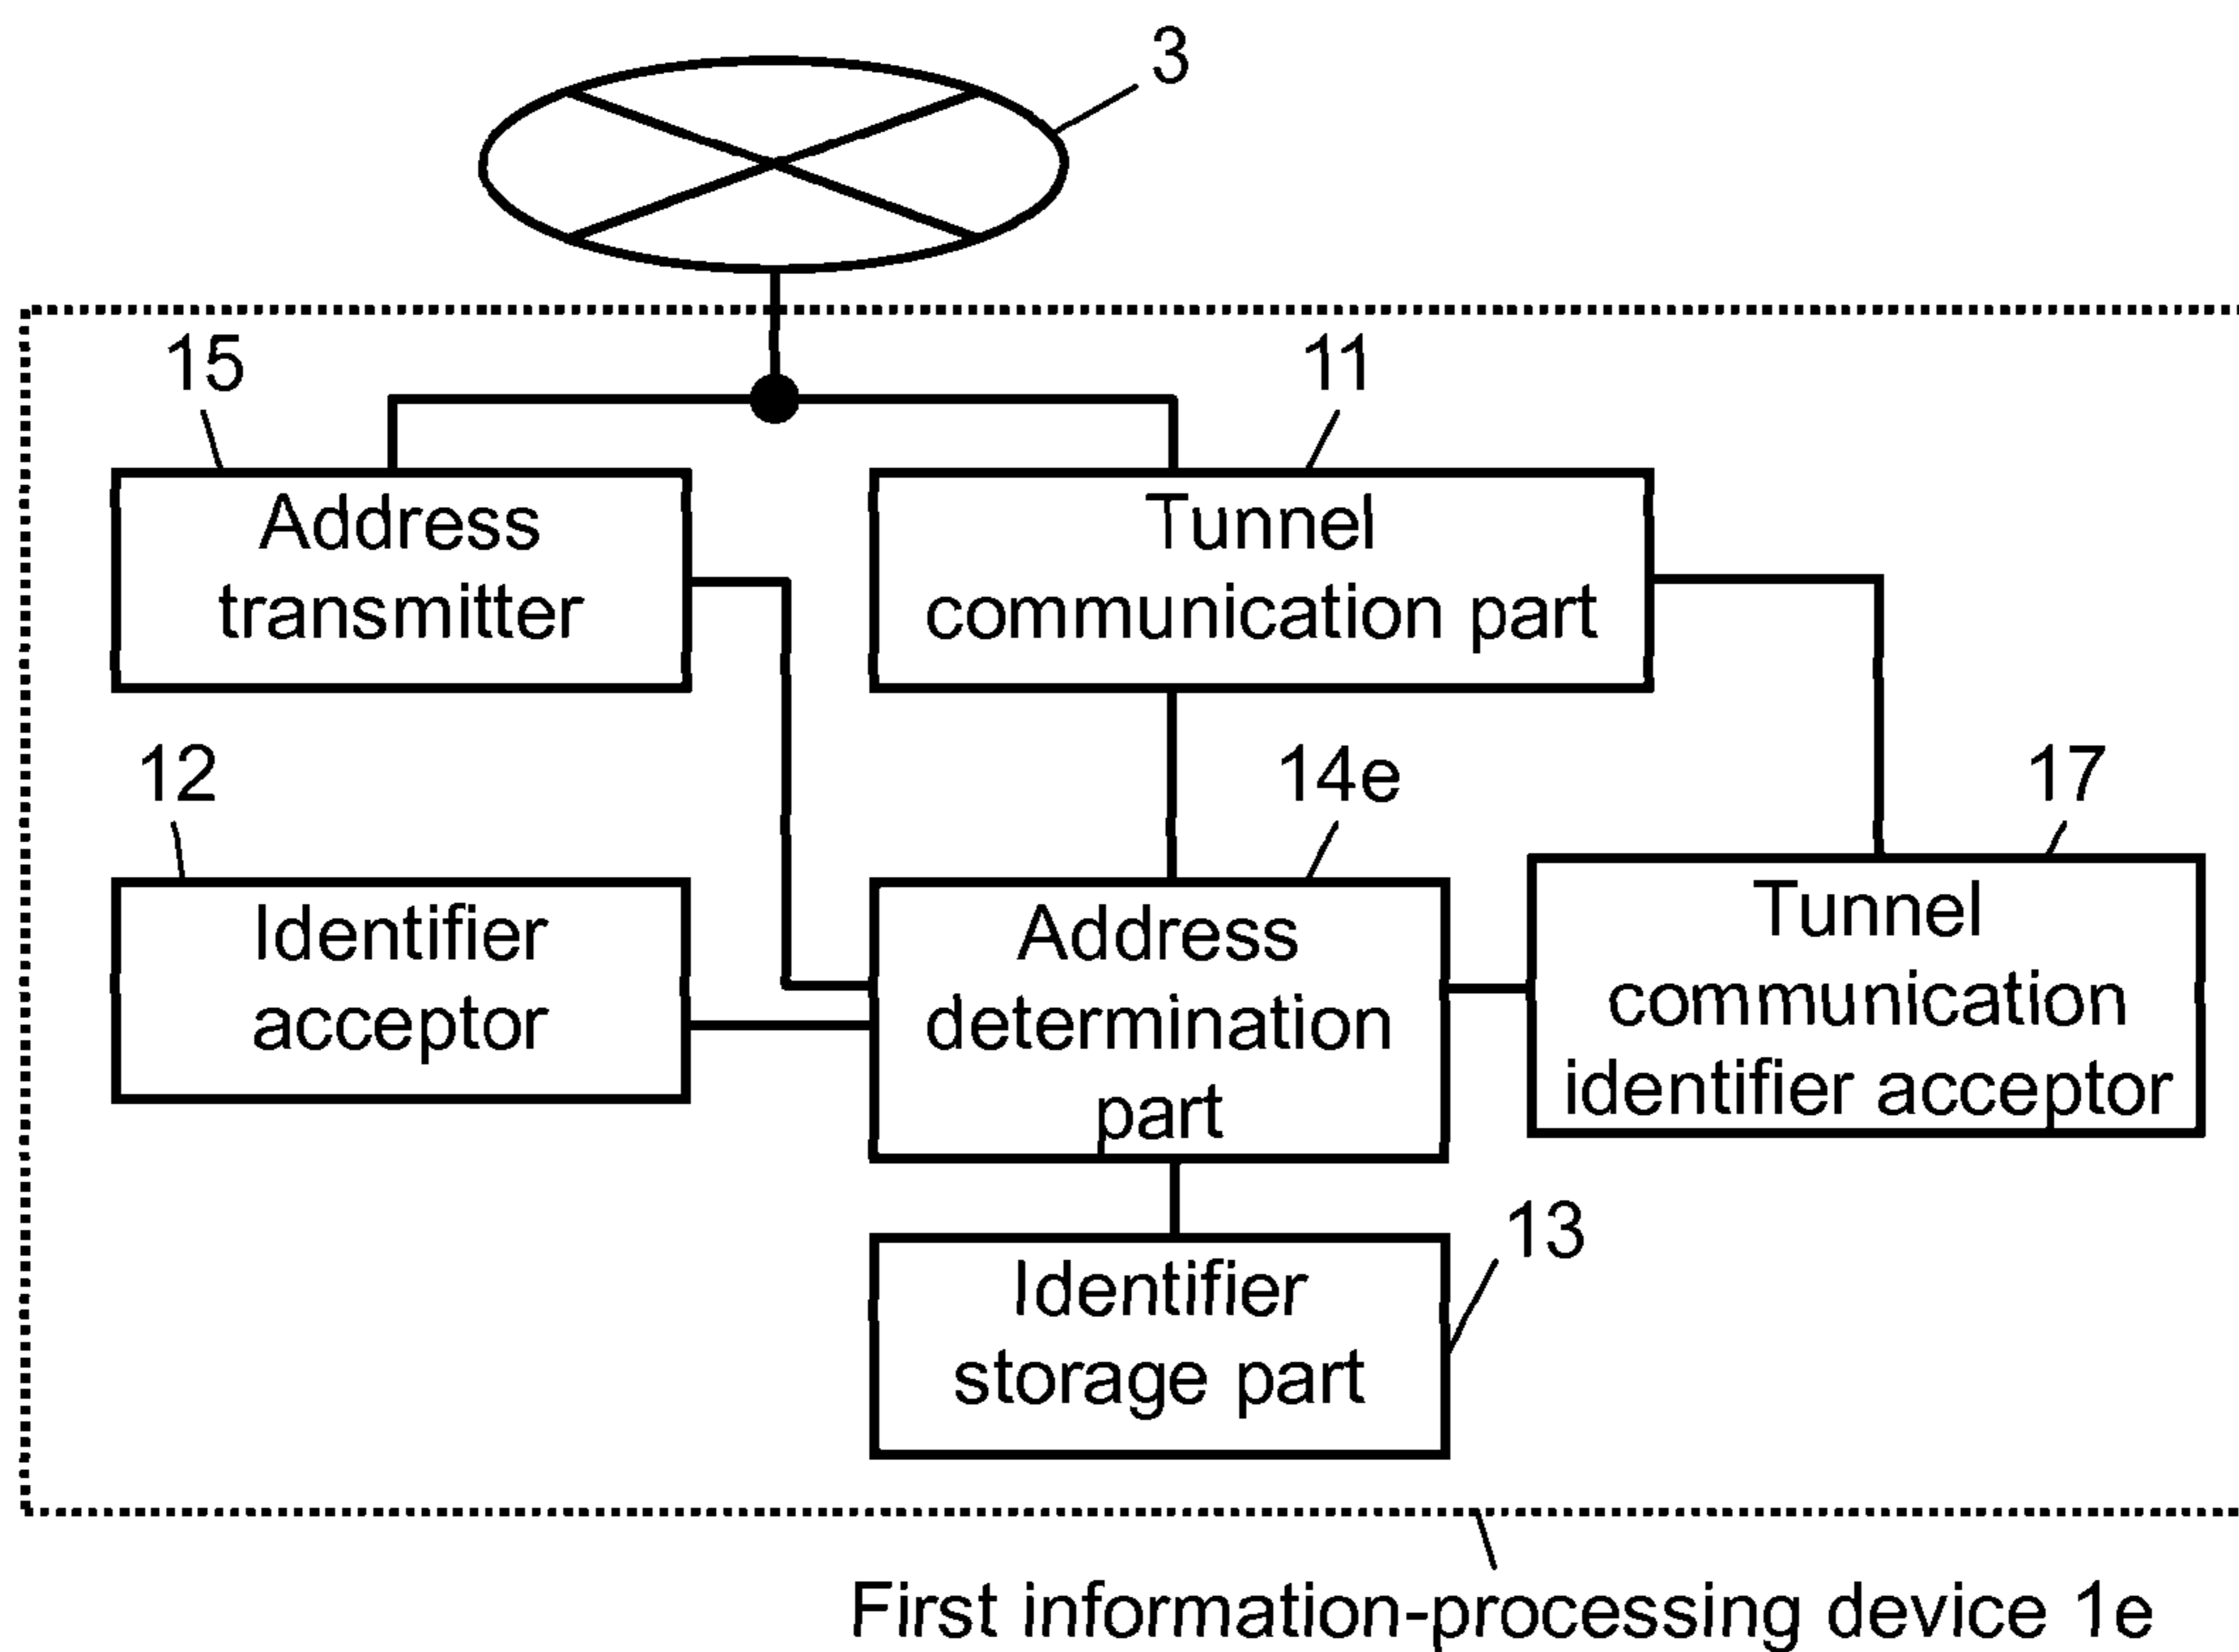 3
15
11
Address
transmitter
Tunnel
communication part
12
14e
17
Identifier
acceptor
Address
determination
part
Tunnel
communication
identifier acceptor
13
Identifier
storage part
First information-processing device 1e